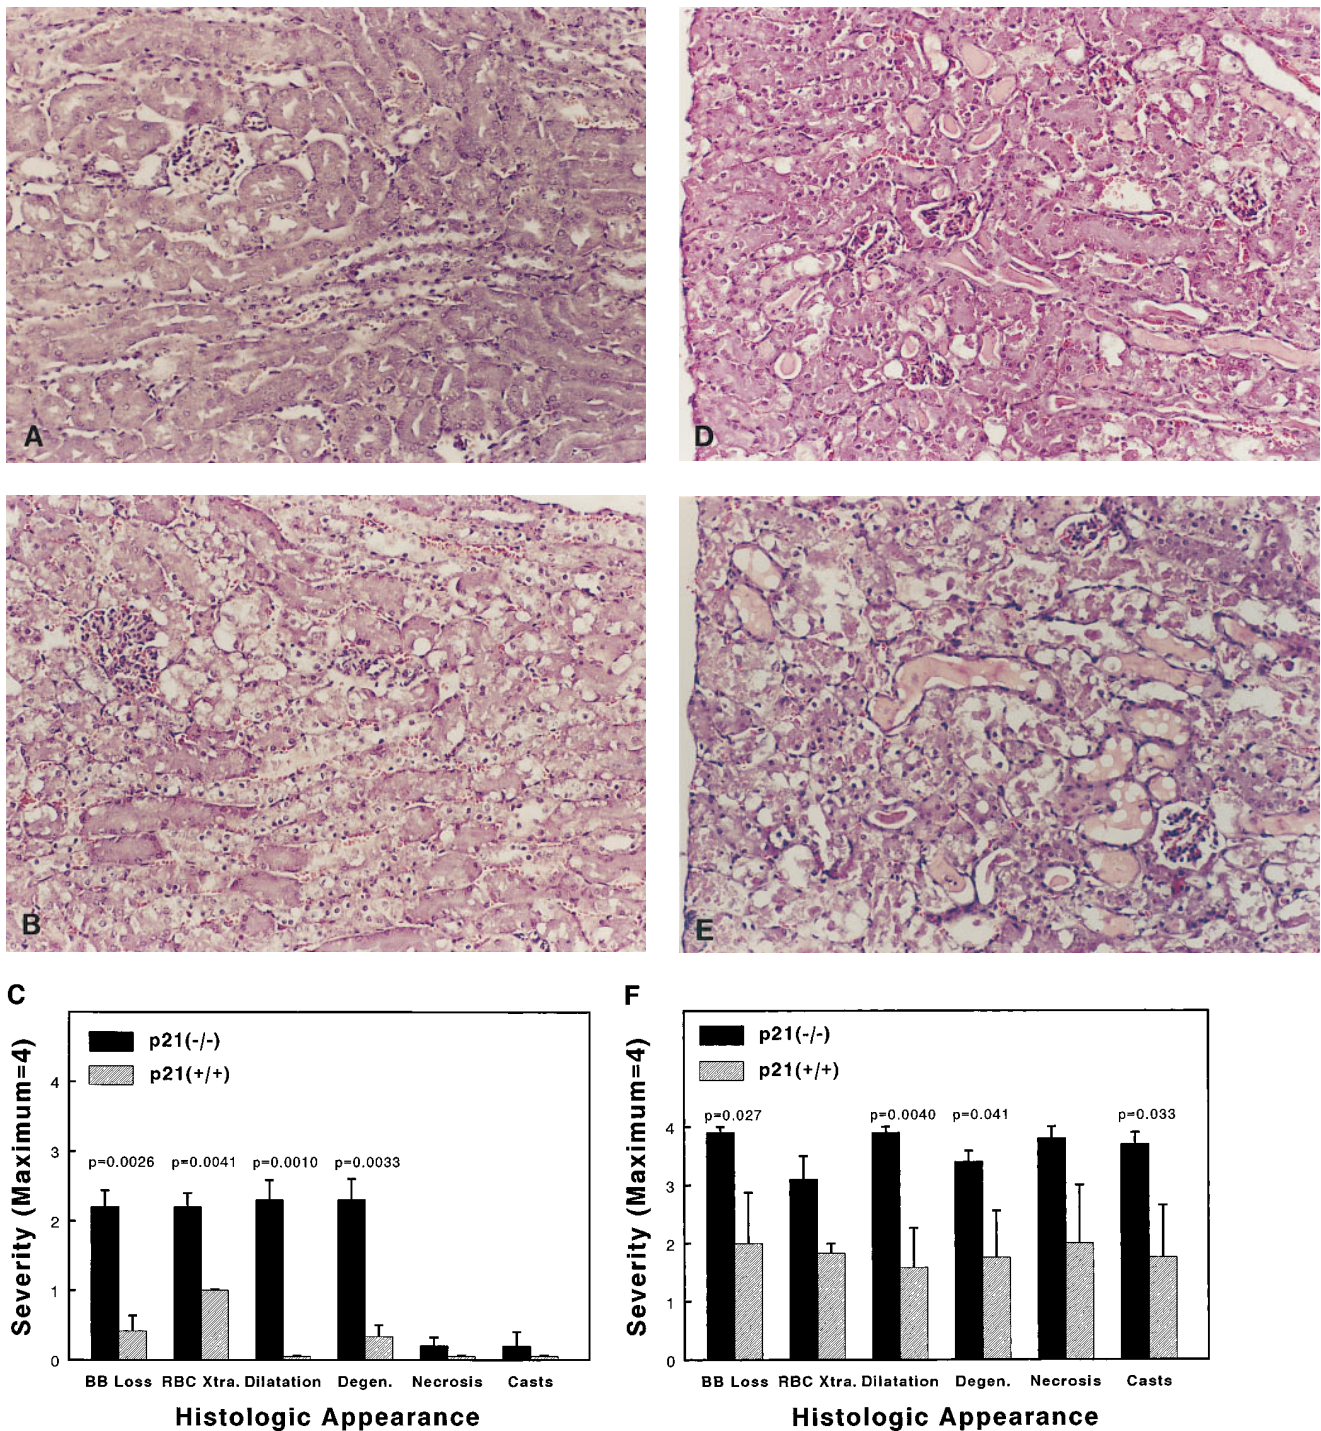 A
D
B
E
C
p21(-/-)
p21(+/+)
Severity (Maximum=4)
4
3
2
1
0
p=0.0026 p=0.0041 p=0.0010 p=0.0033
BB Loss RBC Xtra. Dilatation Degen. Necrosis Casts
Histologic Appearance
F
p21(-/-)
p21(+/+)
Severity (Maximum=4)
4
3
2
1
0
p=0.027 p=0.0040 p=0.041 p=0.033
BB Loss RBC Xtra. Dilatation Degen. Necrosis Casts
Histologic Appearance